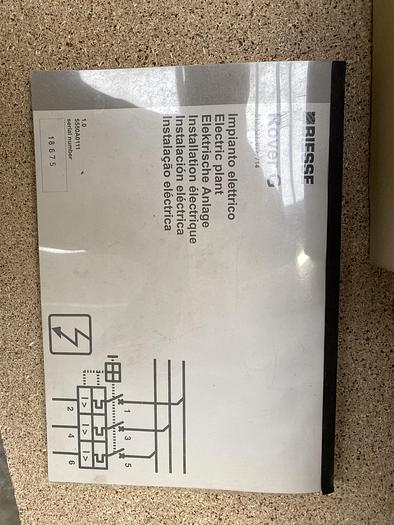 BIESSE
Rover G
Impianto elettrico
Electric plant
Elektrische Anlage
Installation électrique
Instalación eléctrica
Instalação eléctrica
1.0
5550A0111
serial number
18675
1
3
5
I>
I>
I>
2
4
6